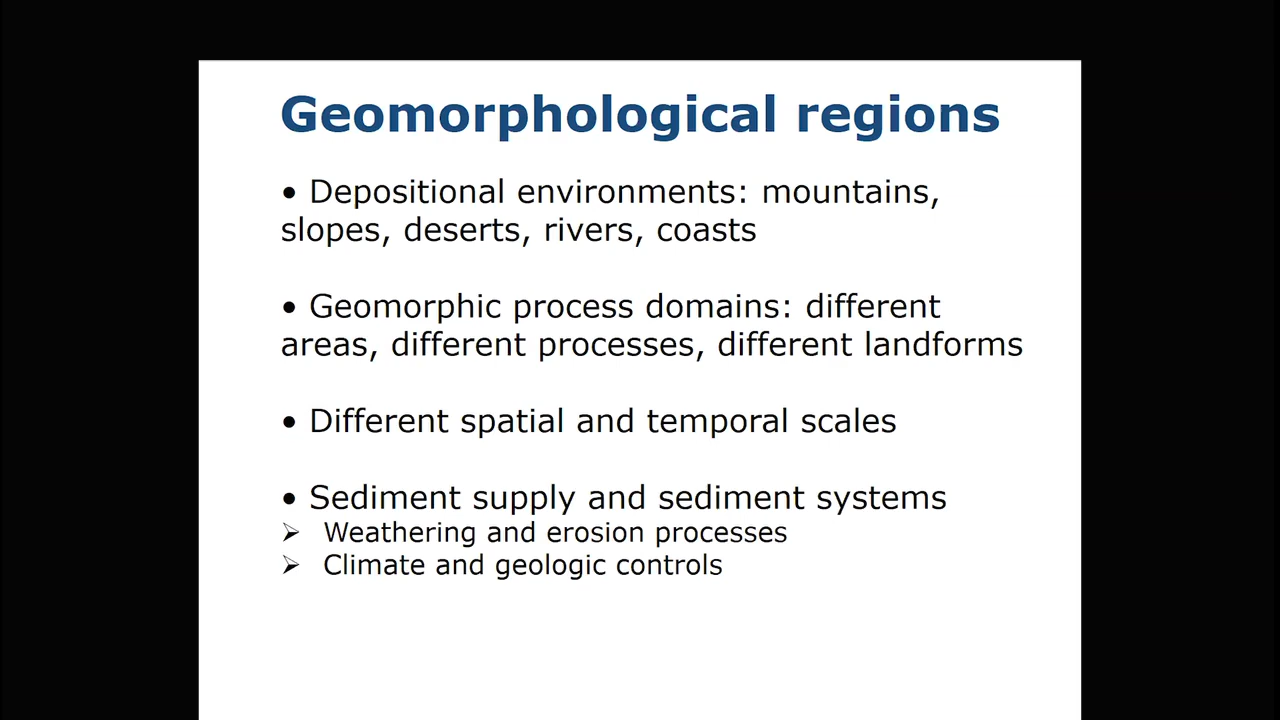 Geomorphological regions
• Depositional environments: mountains,
slopes, deserts, rivers, coasts
• Geomorphic process domains: different
areas, different processes, different landforms
• Different spatial and temporal scales
• Sediment supply and sediment systems
➢ Weathering and erosion processes
➢ Climate and geologic controls